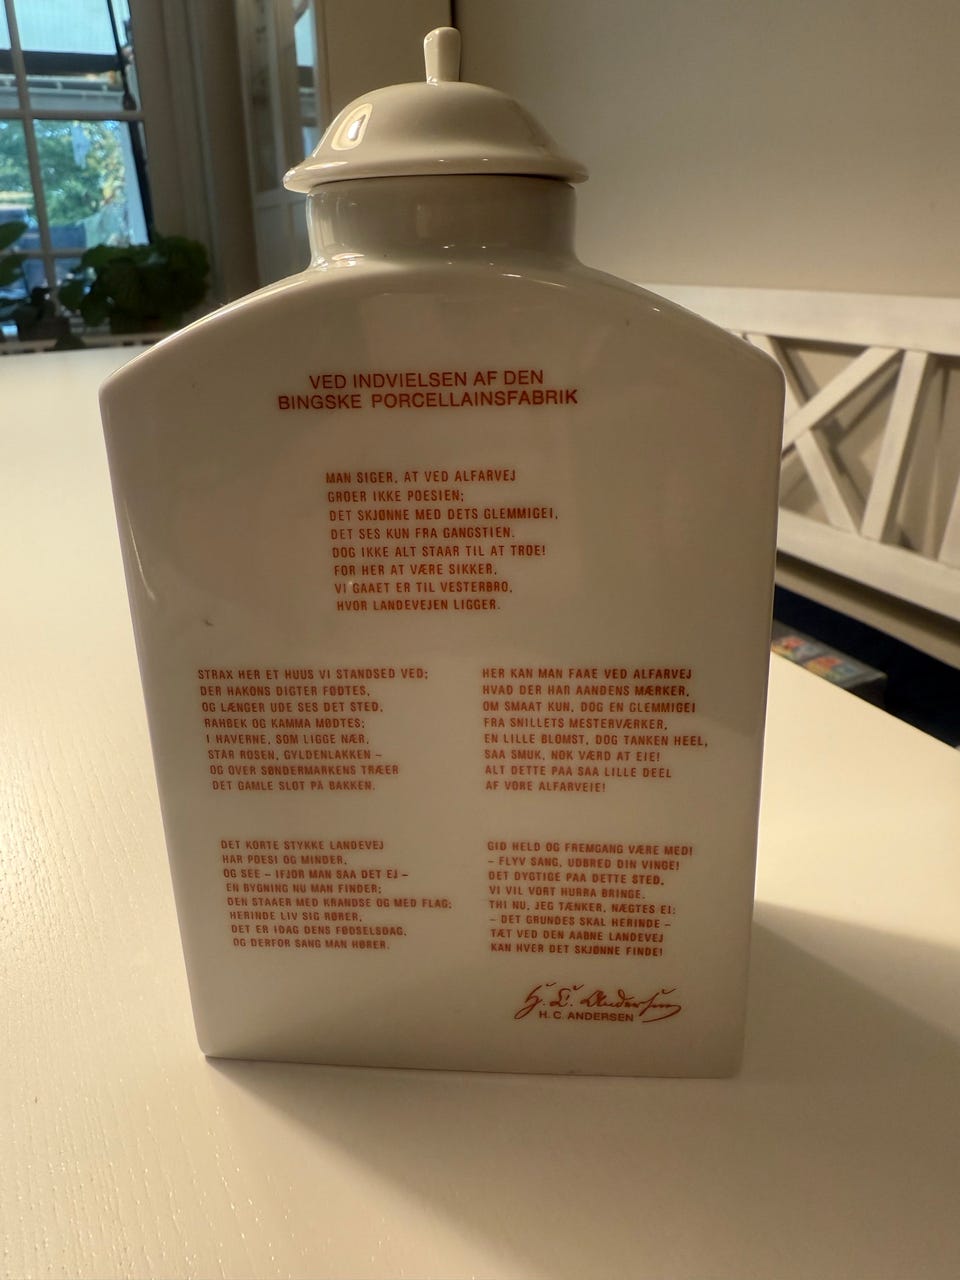 VED INDVIELSEN AF DEN
BINGSKE PORCELLAINSFABRIK
MAN SIGER, AT VED ALFARVEJ
GROER IKKE POESIEN;
DET SKJØNNE MED DETS GLEMMIGEI,
DET SES KUN FRA GANGSTIEN.
DOG IKKE ALT STAAR TIL AT TROE!
FOR HER AT VÆRE SIKKER,
VI GAAET ER TIL VESTERBRO,
HVOR LANDEVEJEN LIGGER.
STRAX HER ET HUUS VI STANDSED VED;
DER HAKONS DIGTER FØDTES,
OG LÆNGER UDE SES DET STED,
RAHBEK OG KAMMA MØDTES;
I HAVERNE, SOM LIGGE NÆR,
STAR ROSEN, GYLDENLAKKEN –
OG OVER SØNDERMARKENS TRÆER
DET GAMLE SLOT PÅ BAKKEN.
DET KORTE STYKKE LANDEVEJ
HAR POESI OG MINDER,
OG SEE – IFJOR MAN SAA DET EJ –
EN BYGNING NU MAN FINDER;
DEN STAAER MED KRANDSE OG MED FLAG;
HERINDE LIV SIG RØRER,
DET ER IDAG DENS FØDSELSDAG,
OG DERFOR SANG MAN HØRER.
HER KAN MAN FAAE VED ALFARVEJ
HVAD DER HAR AANDENS MÆRKER,
OM SMAAT KUN, DOG EN GLEMMIGEI
FRA SNILLETS MESTERVÆRKER,
EN LILLE BLOMST, DOG TANKEN HEEL,
SAA SMUK, NOK VÆRD AT EIE!
ALT DETTE PAA SAA LILLE DEEL
AF VORE ALFARVEIE!
GID HELD OG FREMGANG VÆRE MED!
– FLYV SANG, UDBRED DIN VINGE!
DET DYGTIGE PAA DETTE STED,
VI VIL VORT HURRA BRINGE.
THI NU, JEG TÆNKER, NÆGTES EI:
– DET GRUNDES SKAL HERINDE –
TÆT VED DEN AABNE LANDEVEJ
KAN HVER DET SKJØNNE FINDE!
H. C. Andersen
H. C. ANDERSEN